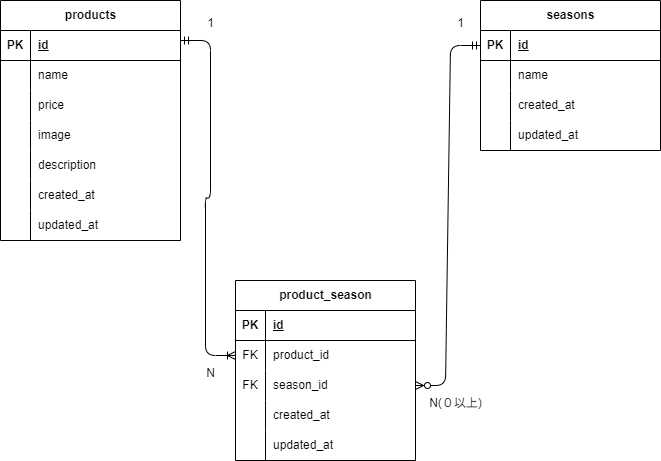 products
PK id
name
price
image
description
created_at
updated_at
1
1
seasons
PK id
name
created_at
updated_at
product_season
PK id
FK product_id
FK season_id
created_at
updated_at
N
N(０以上)